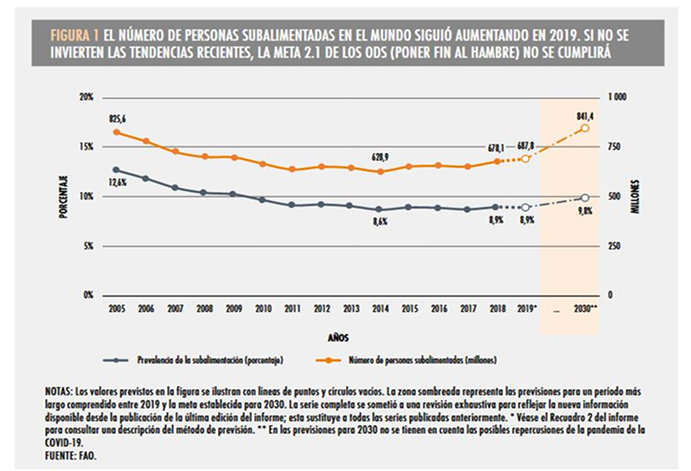 FIGURA 1 EL NÚMERO DE PERSONAS SUBALIMENTADAS EN EL MUNDO SIGUIÓ AUMENTANDO EN 2019. SI NO SE
INVIERTEN LAS TENDENCIAS RECIENTES, LA META 2.1 DE LOS ODS (PONER FIN AL HAMBRE) NO SE CUMPLIRÁ
20%
1 000
825,6
841,4
678,1
687,8
15%
750
628,9
PORCENTAJE
MILLONES
12,6%
10%
500
8,6%
8,9%
8,9%
9,8%
5%
250
0%
0
2005 2006 2007 2008 2009 2010 2011 2012 2013 2014 2015 2016 2017 2018 2019* ... 2030**
AÑOS
Prevalencia de la subalimentación (porcentaje)
Número de personas subalimentadas (millones)
NOTAS: Los valores previstos en la figura se ilustran con líneas de puntos y círculos vacíos. La zona sombreada representa las previsiones para un periodo más
largo comprendido entre 2019 y la meta establecida para 2030. La serie completa se sometió a una revisión exhaustiva para reflejar la nueva información
disponible desde la publicación de la última edición del informe; esta sustituye a todas las series publicadas anteriormente. * Véase el Recuadro 2 del informe
para consultar una descripción del método de previsión. ** En las previsiones para 2030 no se tienen en cuenta las posibles repercusiones de la pandemia de la
COVID-19.
FUENTE: FAO.